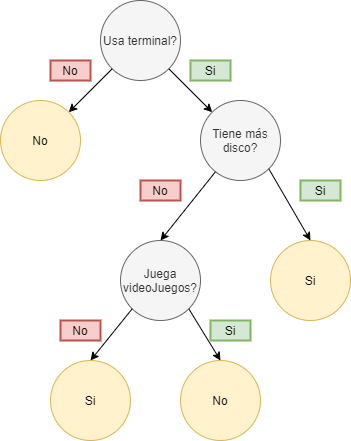 Usa terminal?
No
Si
No
Tiene más
disco?
No
Si
Juega
videoJuegos?
Si
No
Si
Si
No